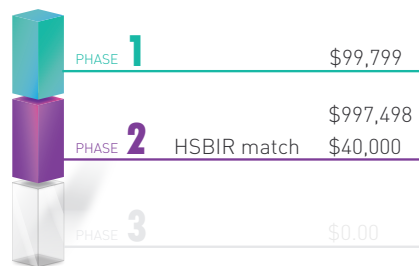 PHASE 1 $99,799
$997,498
PHASE 2 HSBIR match $40,000
PHASE 3 $0.00